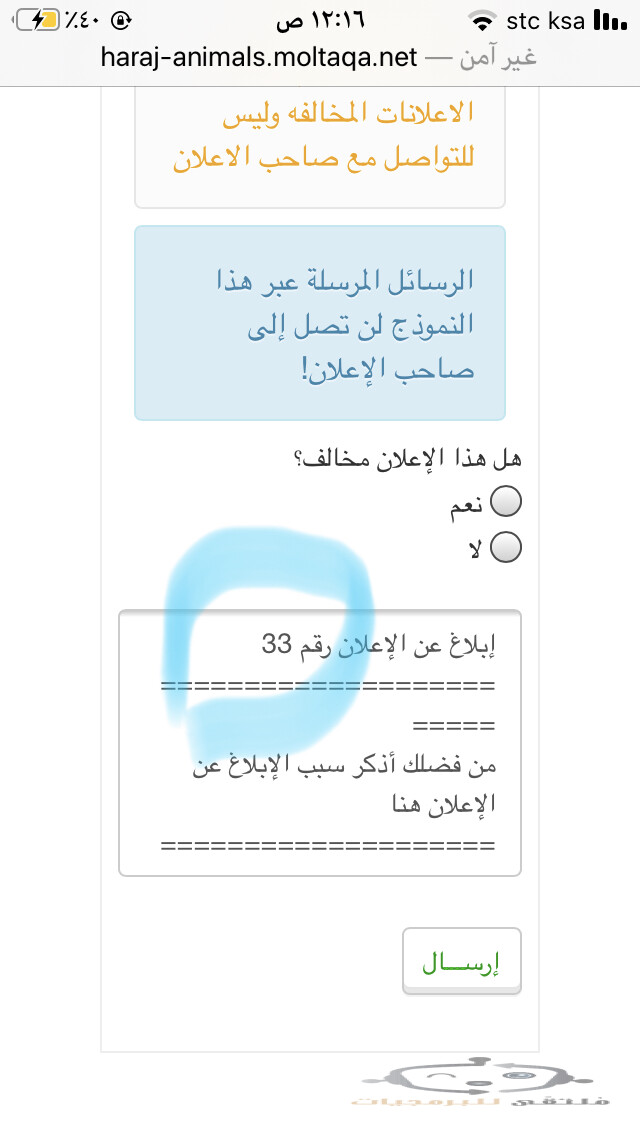 stc ksa ١٢:١٦ ص ٪٤٠
haraj-animals.moltaqa.net — غير آمن
الاعلانات المخالفه وليس
للتواصل مع صاحب الاعلان
الرسائل المرسلة عبر هذا
النموذج لن تصل إلى
صاحب الإعلان!
هل هذا الإعلان مخالف؟
نعم
لا
إبلاغ عن الإعلان رقم 33
====================
=====
من فضلك أذكر سبب الإبلاغ عن
الإعلان هنا
====================
إرســـال
ملتقى للبرمجيات